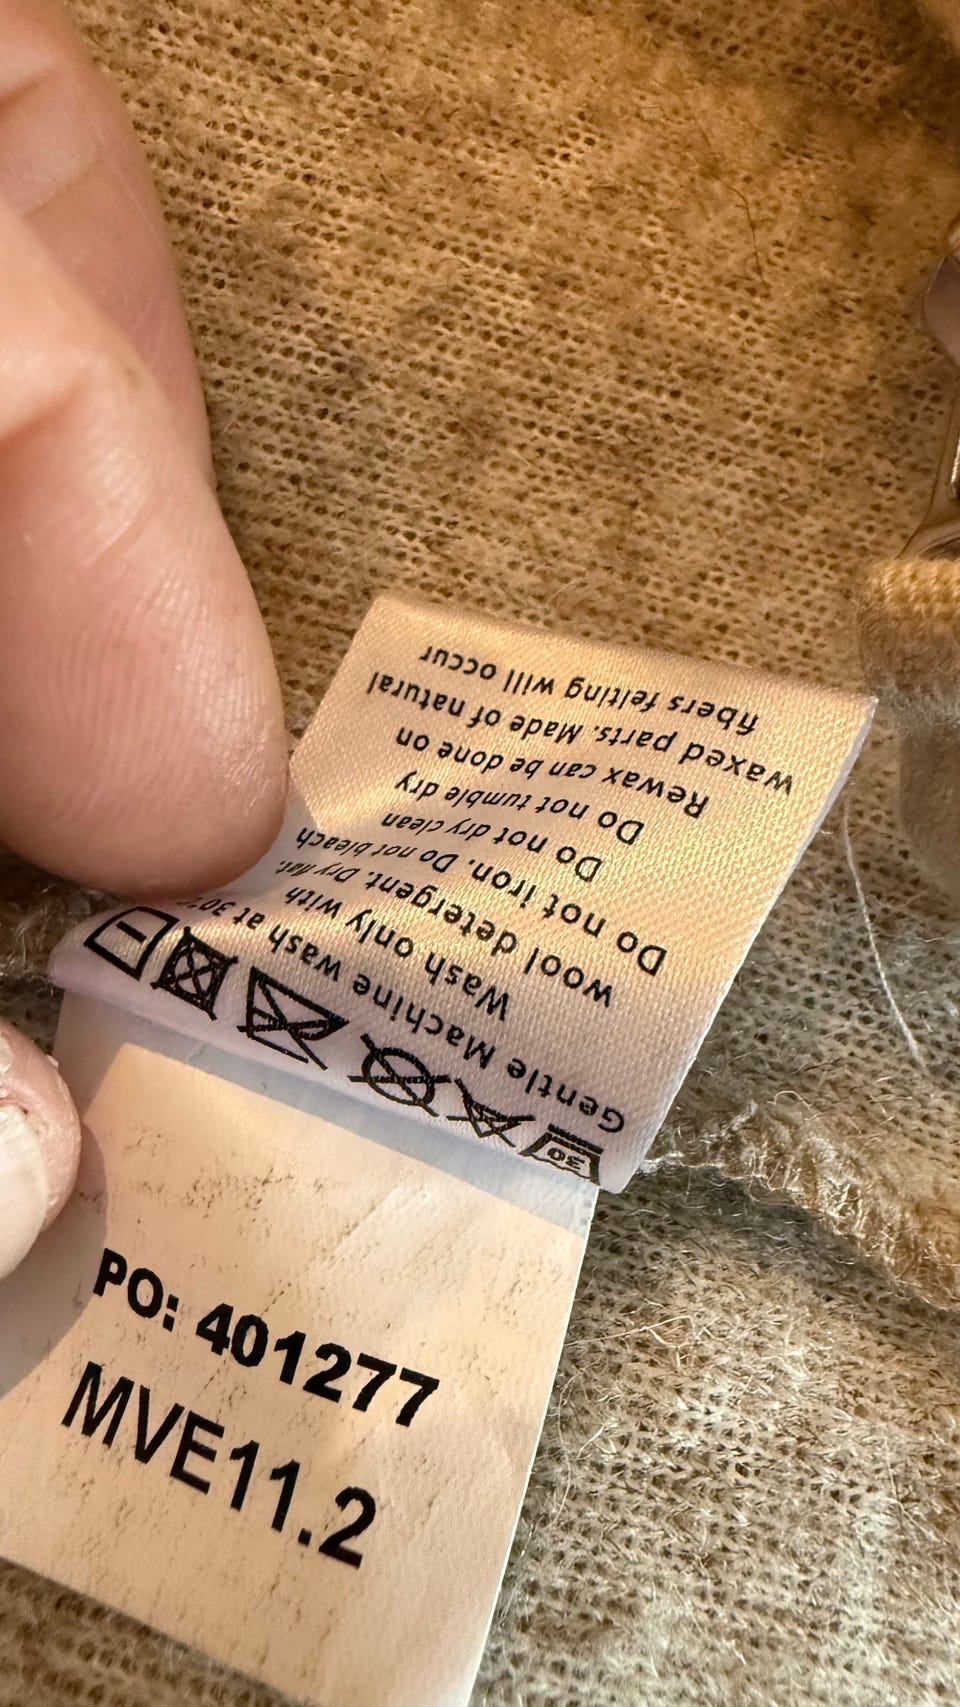 30
Gentle Machine wash at 30°
Wash only with
wool detergent. Dry flat.
Do not iron. Do not bleach
Do not dry clean
Do not tumble dry
Rewax can be done on
waxed parts. Made of natural
fibers felting will occur
PO: 401277
MVE11.2